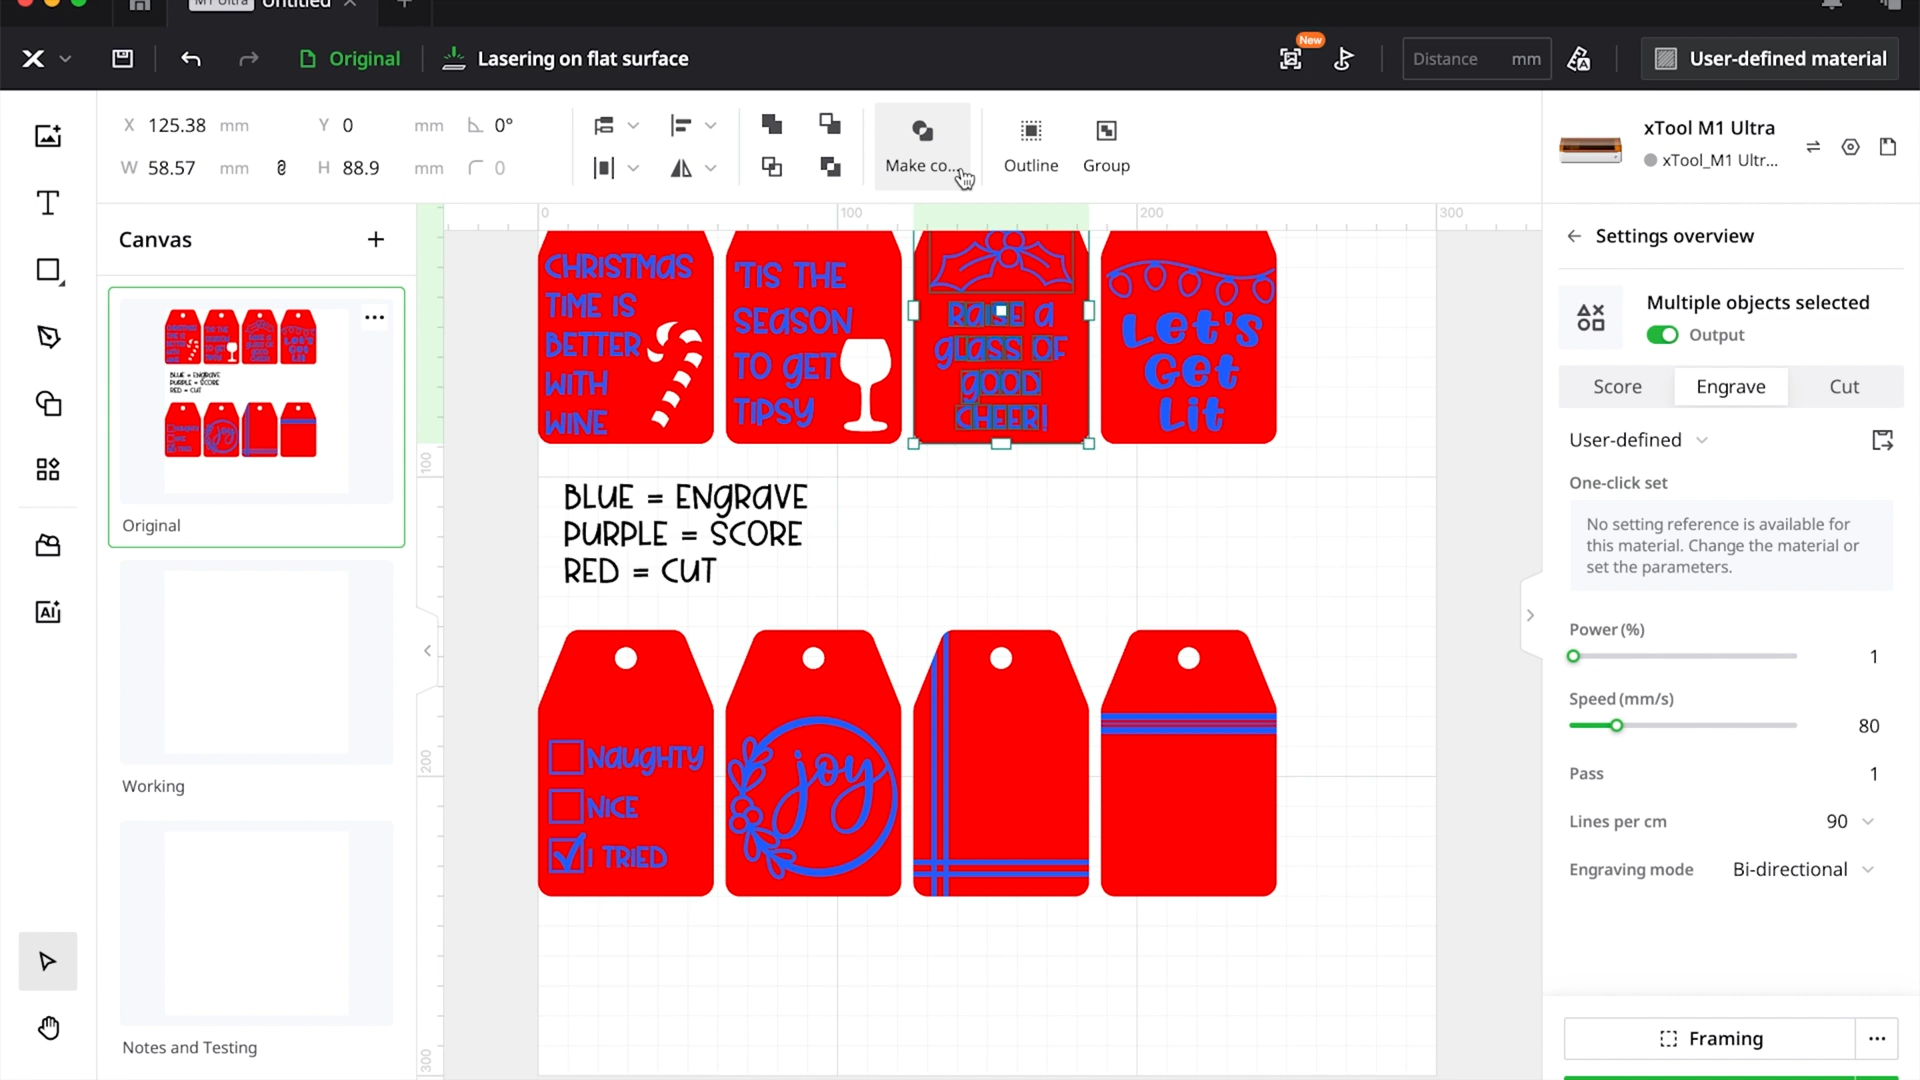 M1 Ultra Untitled
Original
Lasering on flat surface
New
Distance mm
User-defined material
X 125.38 mm Y 0 mm 0°
W 58.57 mm H 88.9 mm 0
Make co...
Outline
Group
xTool M1 Ultra
xTool_M1 Ultr...
Canvas
Original
Working
Notes and Testing
0 100 200 300
100
200
300
CHRISTMAS
TIME IS
BETTER
WITH
WINE
'TIS THE
SEASON
TO GET
TIPSY
RAISE a
GLASS OF
GOOD
CHEER!
Let's
Get
Lit
BLUE = ENGRAVE
PURPLE = SCORE
RED = CUT
NAUGHTY
NICE
I TRIED
joy
Settings overview
Multiple objects selected
Output
Score Engrave Cut
User-defined
One-click set
No setting reference is available for
this material. Change the material or
set the parameters.
Power (%)
1
Speed (mm/s)
80
Pass 1
Lines per cm 90
Engraving mode Bi-directional
Framing
AI